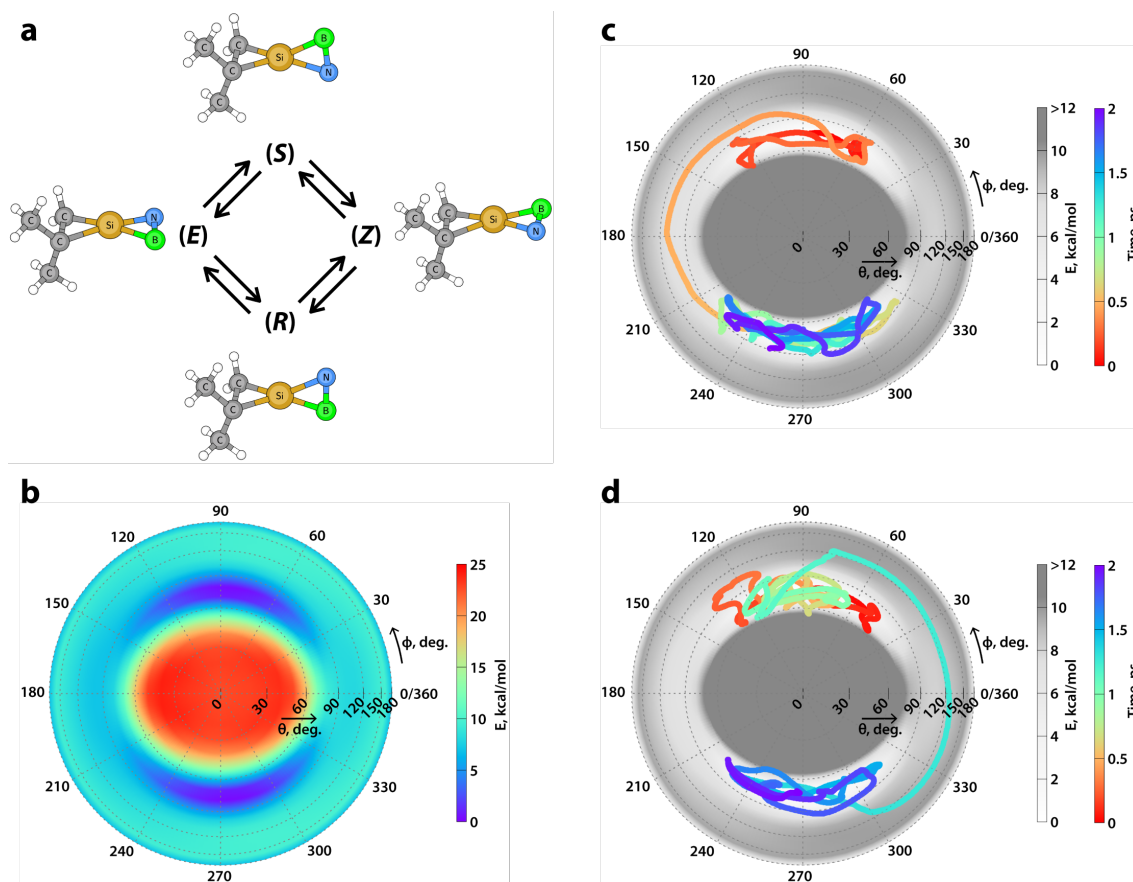 a
H
C
C
C
H
C
Si
B
N
(S)
(E)
(Z)
(R)
C
C
C
H
C
Si
N
B
C
C
C
H
C
Si
B
N
C
C
C
H
C
Si
N
B
b
90
120
60
150
30
ϕ, deg.
180
0/360
0
30
60
90
120
150
180
θ, deg.
210
330
240
300
270
25
20
15
10
5
0
E, kcal/mol
c
90
120
60
150
30
ϕ, deg.
180
0/360
0
30
60
90
120
150
180
θ, deg.
210
330
240
300
270
>12
10
8
6
4
2
0
E, kcal/mol
2
1.5
1
0.5
0
Time, ps
d
90
120
60
150
30
ϕ, deg.
180
0/360
0
30
60
90
120
150
180
θ, deg.
210
330
240
300
270
>12
10
8
6
4
2
0
E, kcal/mol
2
1.5
1
0.5
0